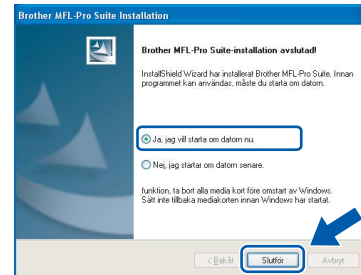 Brother MFL-Pro Suite Installation
Brother MFL-Pro Suite-installation avslutad!
InstallShield Wizard har installerat Brother MFL-Pro Suite. Innan
programmet kan användas, måste du starta om datorn.
Ja, jag vill starta om datorn nu.
Nej, jag startar om datorn senare.
funktion, ta bort alla media kort före omstart av Windows.
Sätt inte tillbaka mediakorten innan Windows har startat.
< Bakåt
Slutför
Avbryt